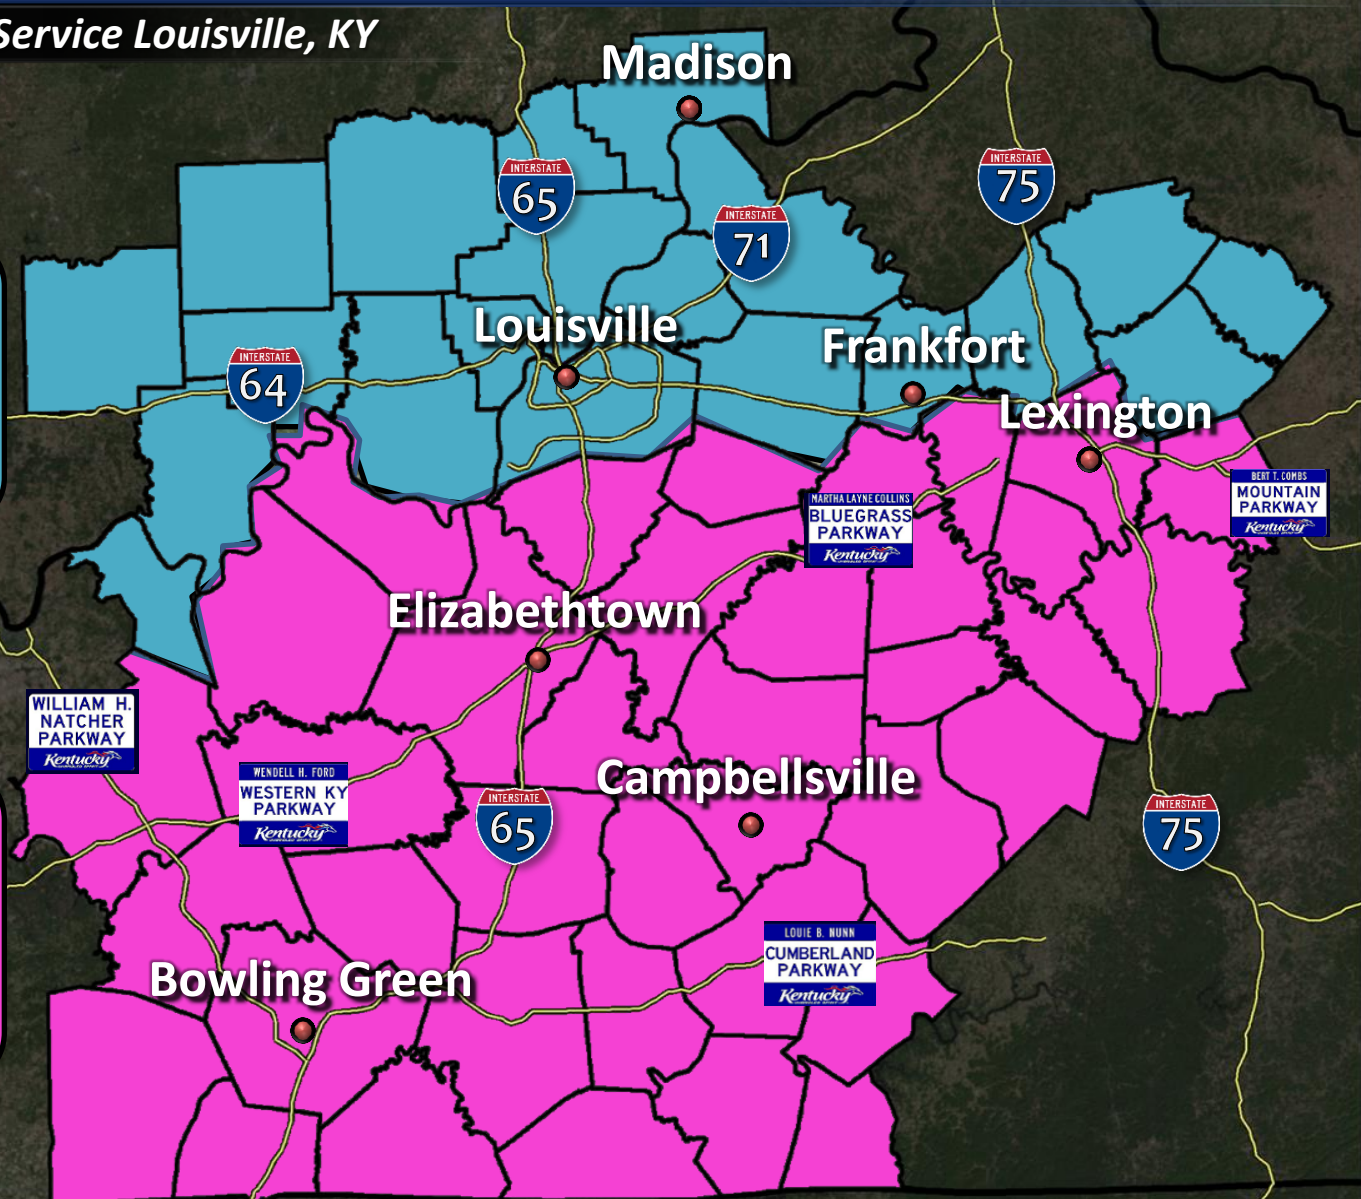 Service Louisville, KY
Madison
INTERSTATE
65
INTERSTATE
75
INTERSTATE
71
Louisville
Frankfort
INTERSTATE
64
Lexington
BERT T. COMBS
MOUNTAIN
PARKWAY
Kentucky
MARTHA LAYNE COLLINS
BLUEGRASS
PARKWAY
Kentucky
Elizabethtown
WILLIAM H.
NATCHER
PARKWAY
Kentucky
WENDELL H. FORD
WESTERN KY
PARKWAY
Kentucky
Campbellsville
INTERSTATE
65
INTERSTATE
75
LOUIE B. NUNN
CUMBERLAND
PARKWAY
Kentucky
Bowling Green